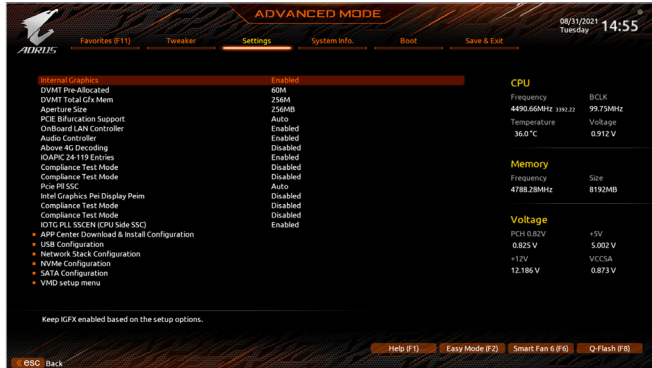 ADVANCED MODE
08/31/2021 Tuesday 14:55
AORUS
Favorites (F11) Tweaker Settings System Info. Boot Save & Exit
Internal Graphics Enabled
DVMT Pre-Allocated 60M
DVMT Total Gfx Mem 256M
Aperture Size 256MB
PCIE Bifurcation Support Auto
OnBoard LAN Controller Enabled
Audio Controller Enabled
Above 4G Decoding Disabled
IOAPIC 24-119 Entries Enabled
Compliance Test Mode Disabled
Compliance Test Mode Disabled
Pcie Pll SSC Auto
Intel Graphics Pei Display Peim Disabled
Compliance Test Mode Disabled
Compliance Test Mode Disabled
IOTG PLL SSCEN (CPU Side SSC) Enabled
APP Center Download & Install Configuration
USB Configuration
Network Stack Configuration
NVMe Configuration
SATA Configuration
VMD setup menu
CPU
Frequency BCLK
4490.66MHz 3392.22 99.75MHz
Temperature Voltage
36.0 °C 0.912 V
Memory
Frequency Size
4788.28MHz 8192MB
Voltage
PCH 0.82V +5V
0.825 V 5.002 V
+12V VCCSA
12.186 V 0.873 V
Keep IGFX enabled based on the setup options.
Help (F1) Easy Mode (F2) Smart Fan 6 (F6) Q-Flash (F8)
esc Back